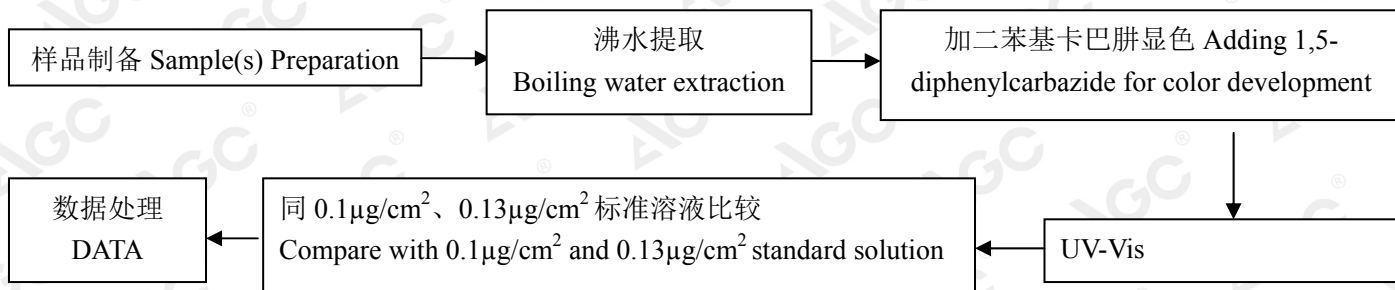 样品制备 Sample(s) Preparation
沸水提取
Boiling water extraction
加二苯基卡巴肼显色 Adding 1,5-
diphenylcarbazide for color development
UV-Vis
同 0.1µg/cm²、0.13µg/cm² 标准溶液比较
Compare with 0.1µg/cm² and 0.13µg/cm² standard solution
数据处理
DATA